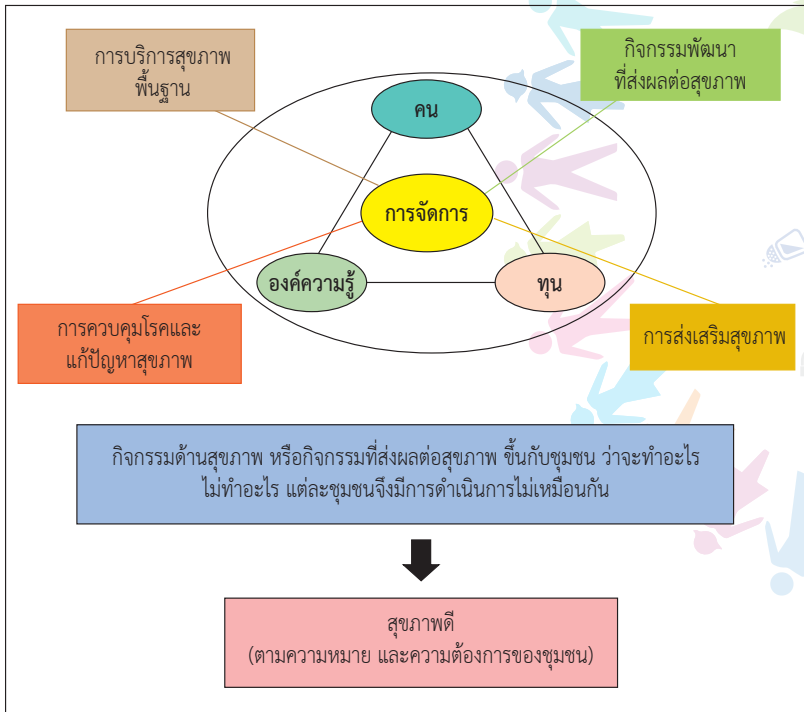 การบริการสุขภาพ
พื้นฐาน
กิจกรรมพัฒนา
ที่ส่งผลต่อสุขภาพ
คน
การจัดการ
องค์ความรู้
ทุน
การควบคุมโรคและ
แก้ปัญหาสุขภาพ
การส่งเสริมสุขภาพ
กิจกรรมด้านสุขภาพ หรือกิจกรรมที่ส่งผลต่อสุขภาพ ขึ้นกับชุมชน ว่าจะทำอะไร
ไม่ทำอะไร แต่ละชุมชนจึงมีการดำเนินการไม่เหมือนกัน
สุขภาพดี
(ตามความหมาย และความต้องการของชุมชน)